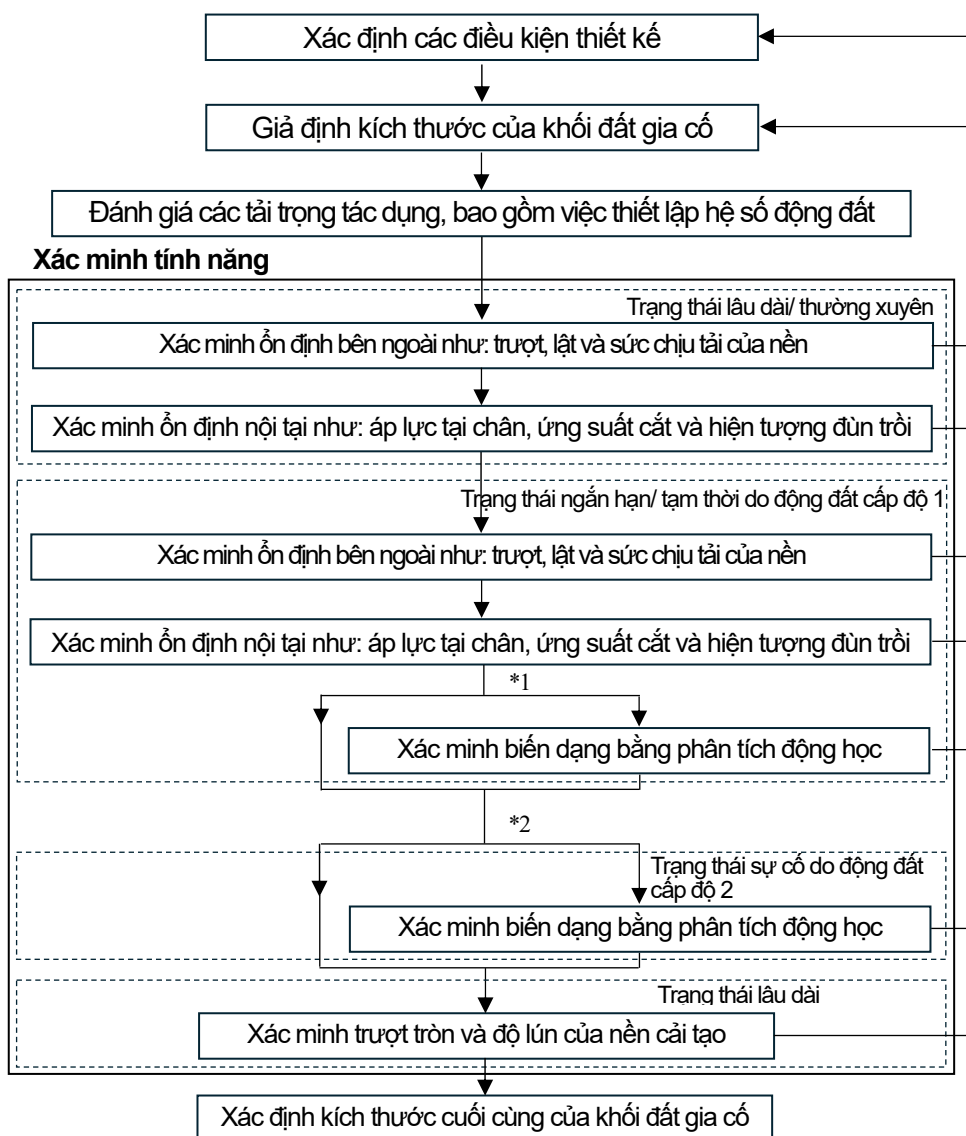 Xác định các điều kiện thiết kế
Giả định kích thước của khối đất gia cố
Đánh giá các tải trọng tác dụng, bao gồm việc thiết lập hệ số động đất
Xác minh tính năng
Trạng thái lâu dài/ thường xuyên
Xác minh ổn định bên ngoài như: trượt, lật và sức chịu tải của nền
Xác minh ổn định nội tại như: áp lực tại chân, ứng suất cắt và hiện tượng đùn trồi
Trạng thái ngắn hạn/ tạm thời do động đất cấp độ 1
Xác minh ổn định bên ngoài như: trượt, lật và sức chịu tải của nền
Xác minh ổn định nội tại như: áp lực tại chân, ứng suất cắt và hiện tượng đùn trồi
*1
Xác minh biến dạng bằng phân tích động học
*2
Trạng thái sự cố do động đất
cấp độ 2
Xác minh biến dạng bằng phân tích động học
Trạng thái lâu dài
Xác minh trượt tròn và độ lún của nền cải tạo
Xác định kích thước cuối cùng của khối đất gia cố